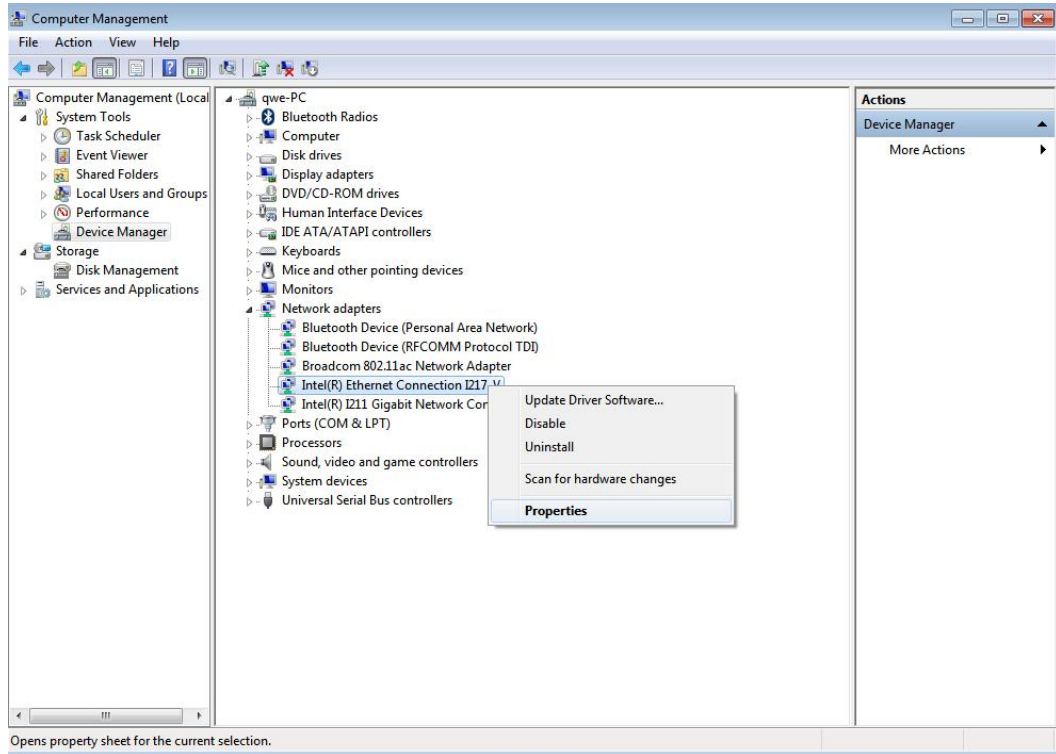 Computer Management
File Action View Help
Computer Management (Local
System Tools
Task Scheduler
Event Viewer
Shared Folders
Local Users and Groups
Performance
Device Manager
Storage
Disk Management
Services and Applications
qwe-PC
Bluetooth Radios
Computer
Disk drives
Display adapters
DVD/CD-ROM drives
Human Interface Devices
IDE ATA/ATAPI controllers
Keyboards
Mice and other pointing devices
Monitors
Network adapters
Bluetooth Device (Personal Area Network)
Bluetooth Device (RFCOMM Protocol TDI)
Broadcom 802.11ac Network Adapter
Intel(R) Ethernet Connection I217-V
Intel(R) I211 Gigabit Network Con
Ports (COM & LPT)
Processors
Sound, video and game controllers
System devices
Universal Serial Bus controllers
Update Driver Software...
Disable
Uninstall
Scan for hardware changes
Properties
Actions
Device Manager
More Actions
Opens property sheet for the current selection.